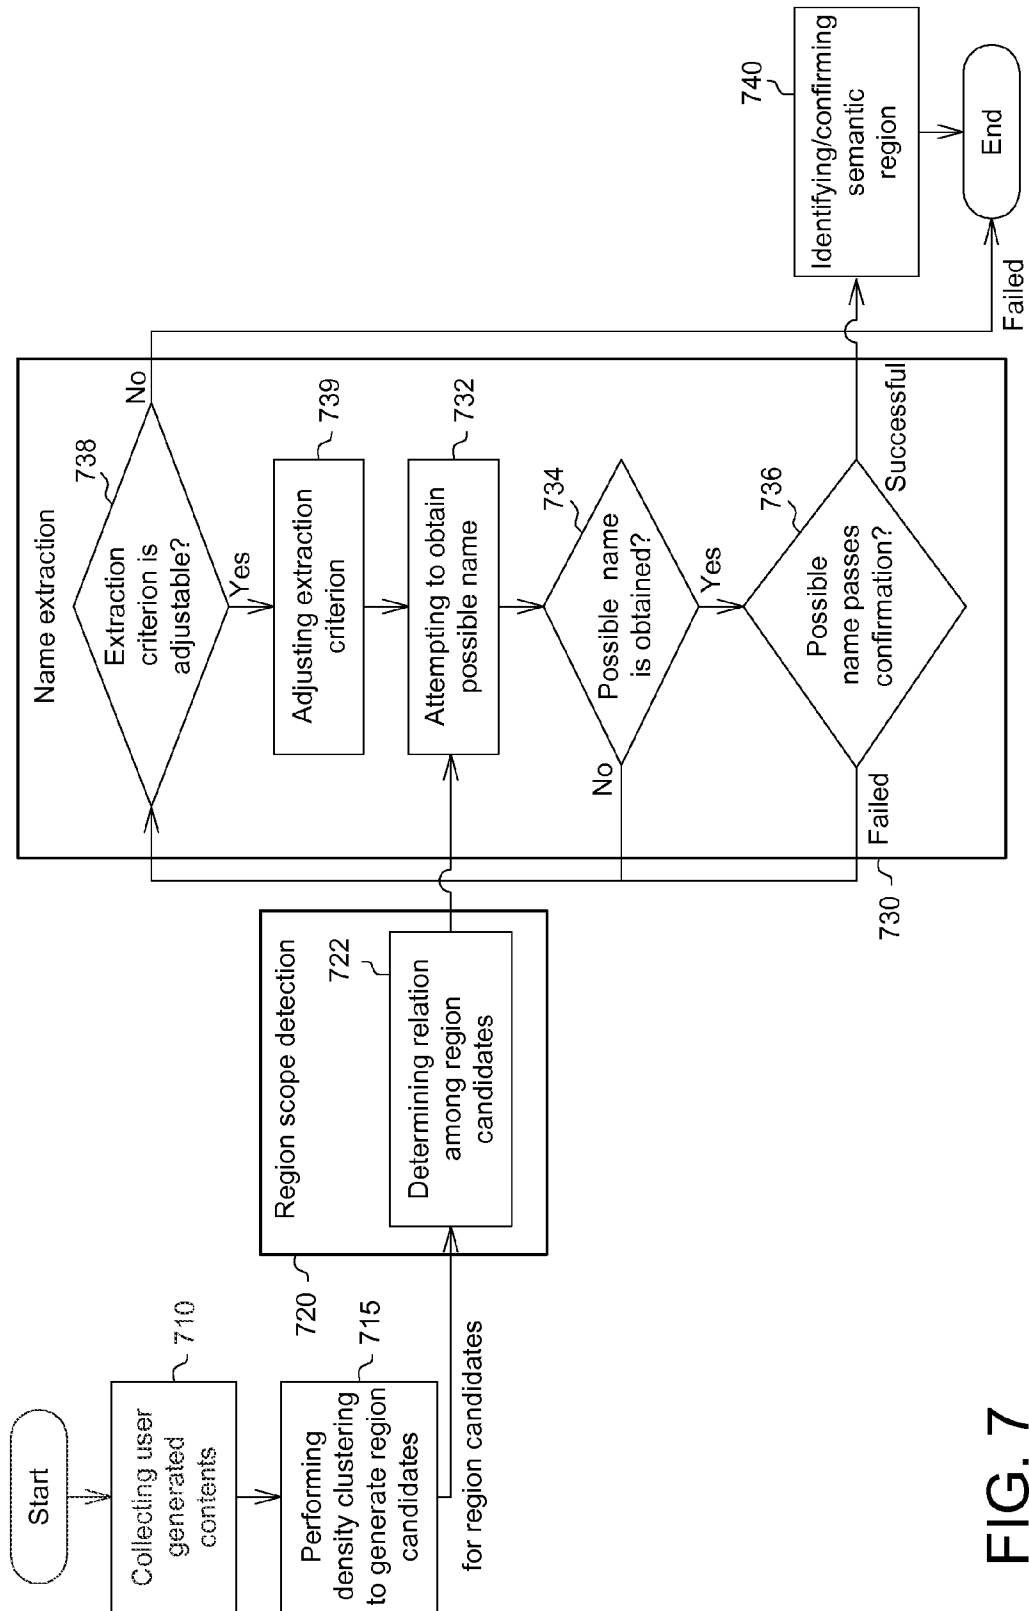 Start
Collecting user
generated
contents
710
Performing
density clustering
to generate region
candidates
715
for region candidates
720
Region scope detection
722
Determining relation
among region
candidates
730
Name extraction
738
Extraction
criterion is
adjustable?
No
Yes
Adjusting extraction
criterion
739
Attempting to obtain
possible name
732
734
Possible name
is obtained?
No
Yes
736
Possible
name passes
confirmation?
Failed
Successful
740
Identifying/confirming
semantic
region
Failed
End
FIG. 7